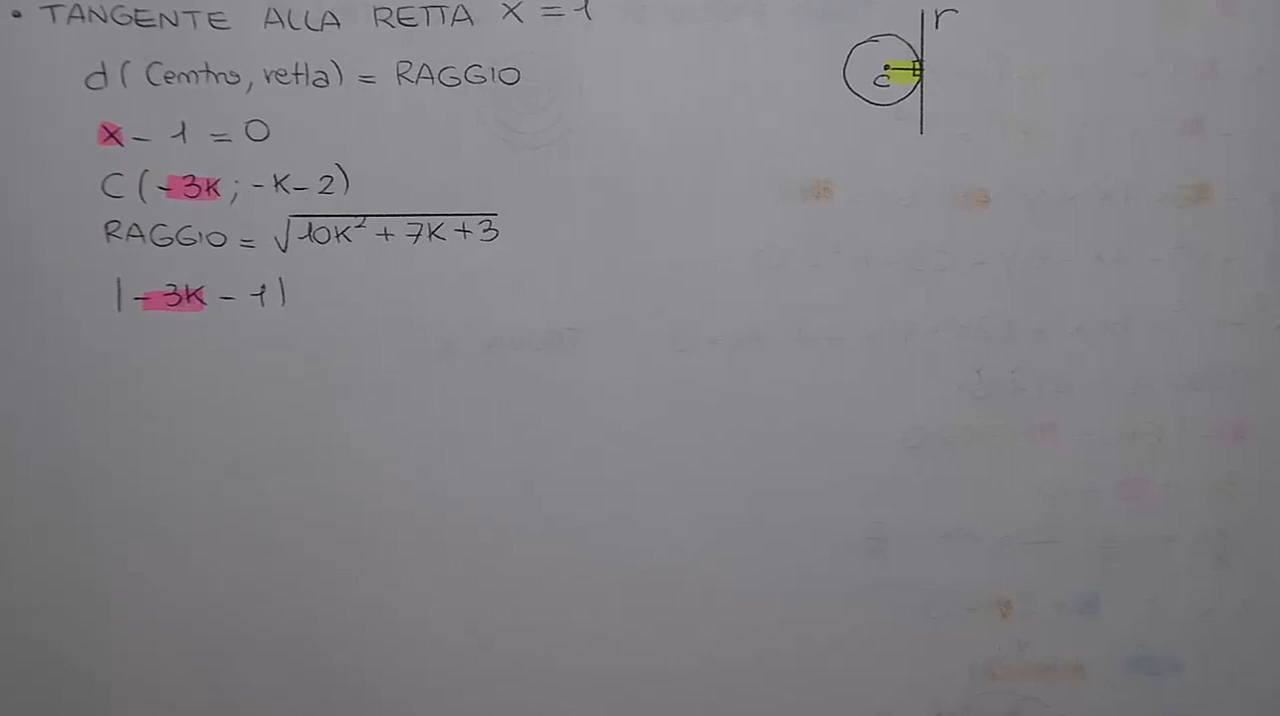 • TANGENTE ALLA RETTA X = 1
d (Centro, retta) = RAGGIO
x - 1 = 0
C (-3K; -K-2)
RAGGIO = √10K² + 7K + 3
|-3K - 1|
r
C